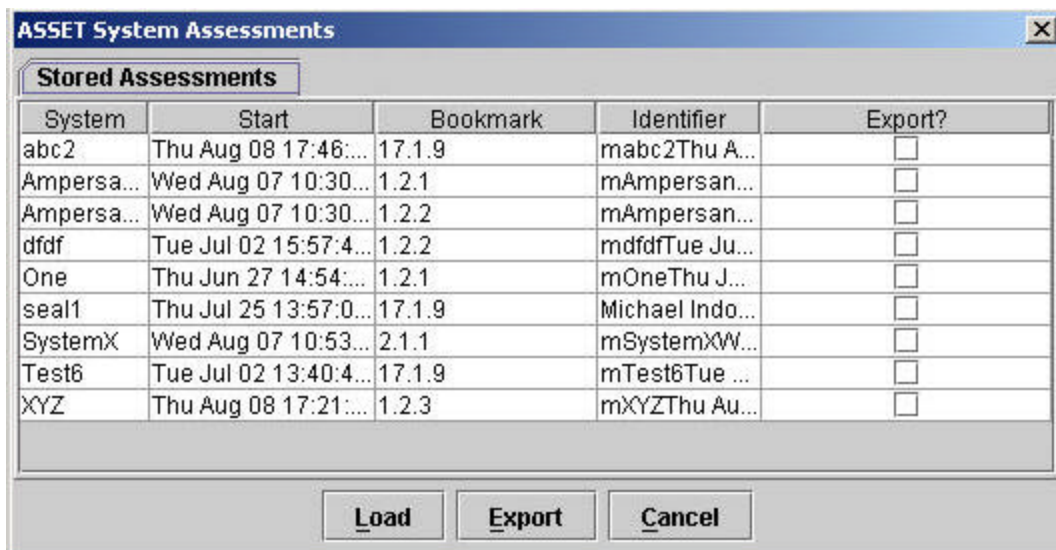 ASSET System Assessments
Stored Assessments
System Start Bookmark Identifier Export?
abc2 Thu Aug 08 17:46:... 17.1.9 mabc2Thu A...
Ampersa... Wed Aug 07 10:30... 1.2.1 mAmpersan...
Ampersa... Wed Aug 07 10:30... 1.2.2 mAmpersan...
dfdf Tue Jul 02 15:57:4... 1.2.2 mdfdfTue Ju...
One Thu Jun 27 14:54:... 1.2.1 mOneThu J...
seal1 Thu Jul 25 13:57:0... 17.1.9 Michael Indo...
SystemX Wed Aug 07 10:53... 2.1.1 mSystemXW...
Test6 Tue Jul 02 13:40:4... 17.1.9 mTest6Tue ...
XYZ Thu Aug 08 17:21:... 1.2.3 mXYZThu Au...
Load Export Cancel